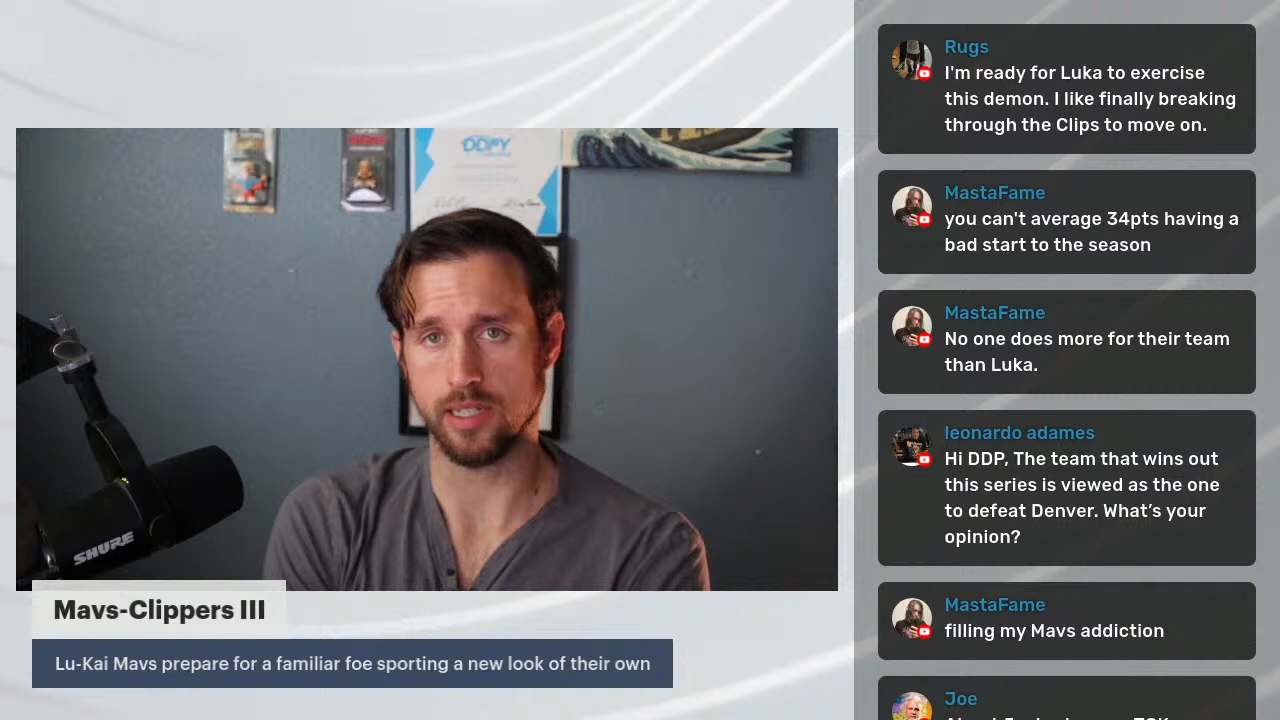 DDPY
SHURE
Mavs-Clippers III
Lu-Kai Mavs prepare for a familiar foe sporting a new look of their own
Rugs
I'm ready for Luka to exercise
this demon. I like finally breaking
through the Clips to move on.
MastaFame
you can't average 34pts having a
bad start to the season
MastaFame
No one does more for their team
than Luka.
leonardo adames
Hi DDP, The team that wins out
this series is viewed as the one
to defeat Denver. What's your
opinion?
MastaFame
filling my Mavs addiction
Joe